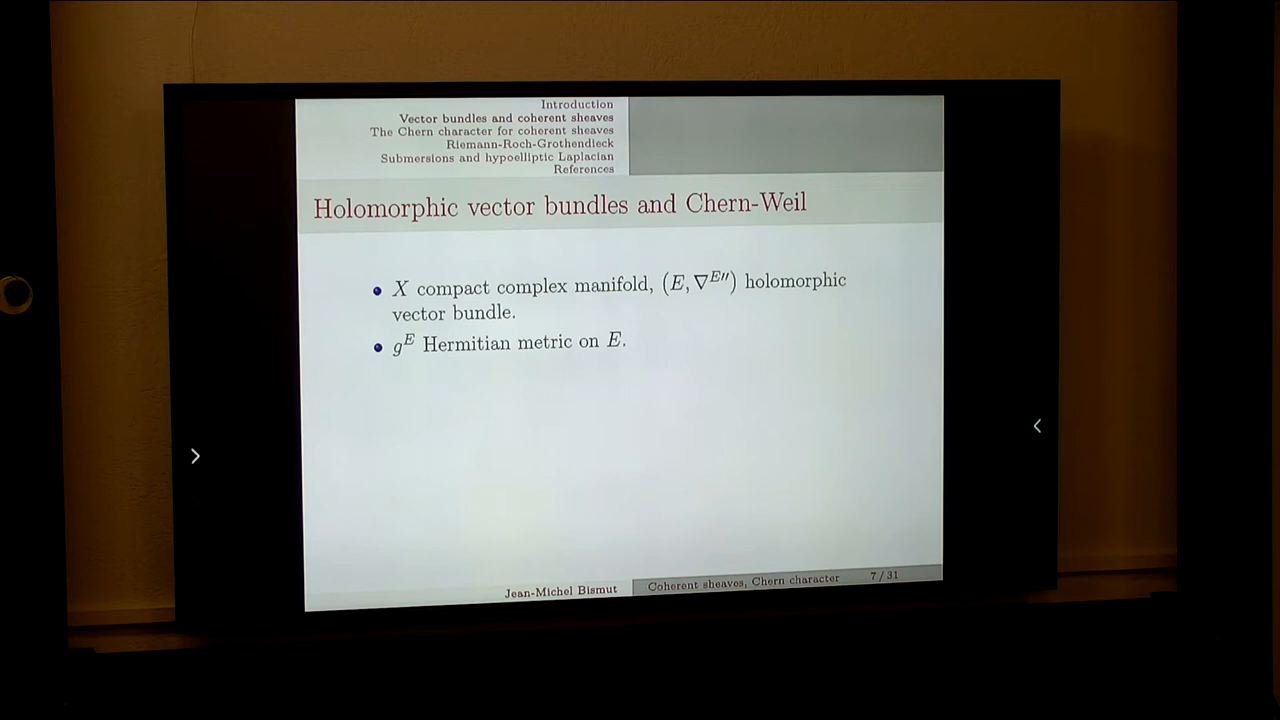 Introduction
Vector bundles and coherent sheaves
The Chern character for coherent sheaves
Riemann-Roch-Grothendieck
Submersions and hypoelliptic Laplacian
References
Holomorphic vector bundles and Chern-Weil
• X compact complex manifold, (E, ∇^{E′′}) holomorphic
vector bundle.
• g^E Hermitian metric on E.
Jean-Michel Bismut
Coherent sheaves, Chern character
7 / 31